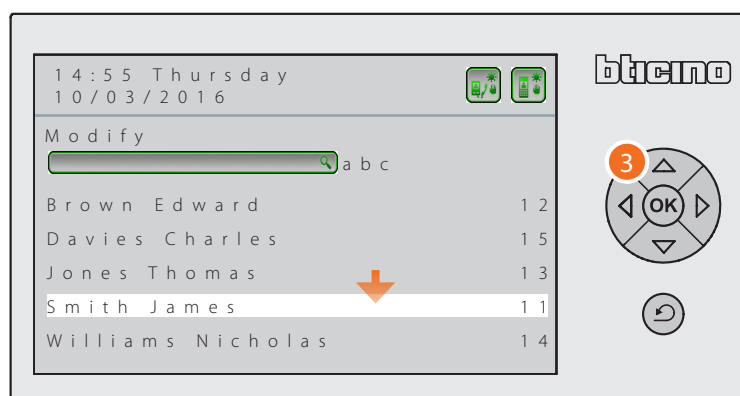 14:55 Thursday
10/03/2016
bticino
Modify
abc
3
Brown Edward 12
OK
Davies Charles 15
Jones Thomas 13
Smith James 11
Williams Nicholas 14